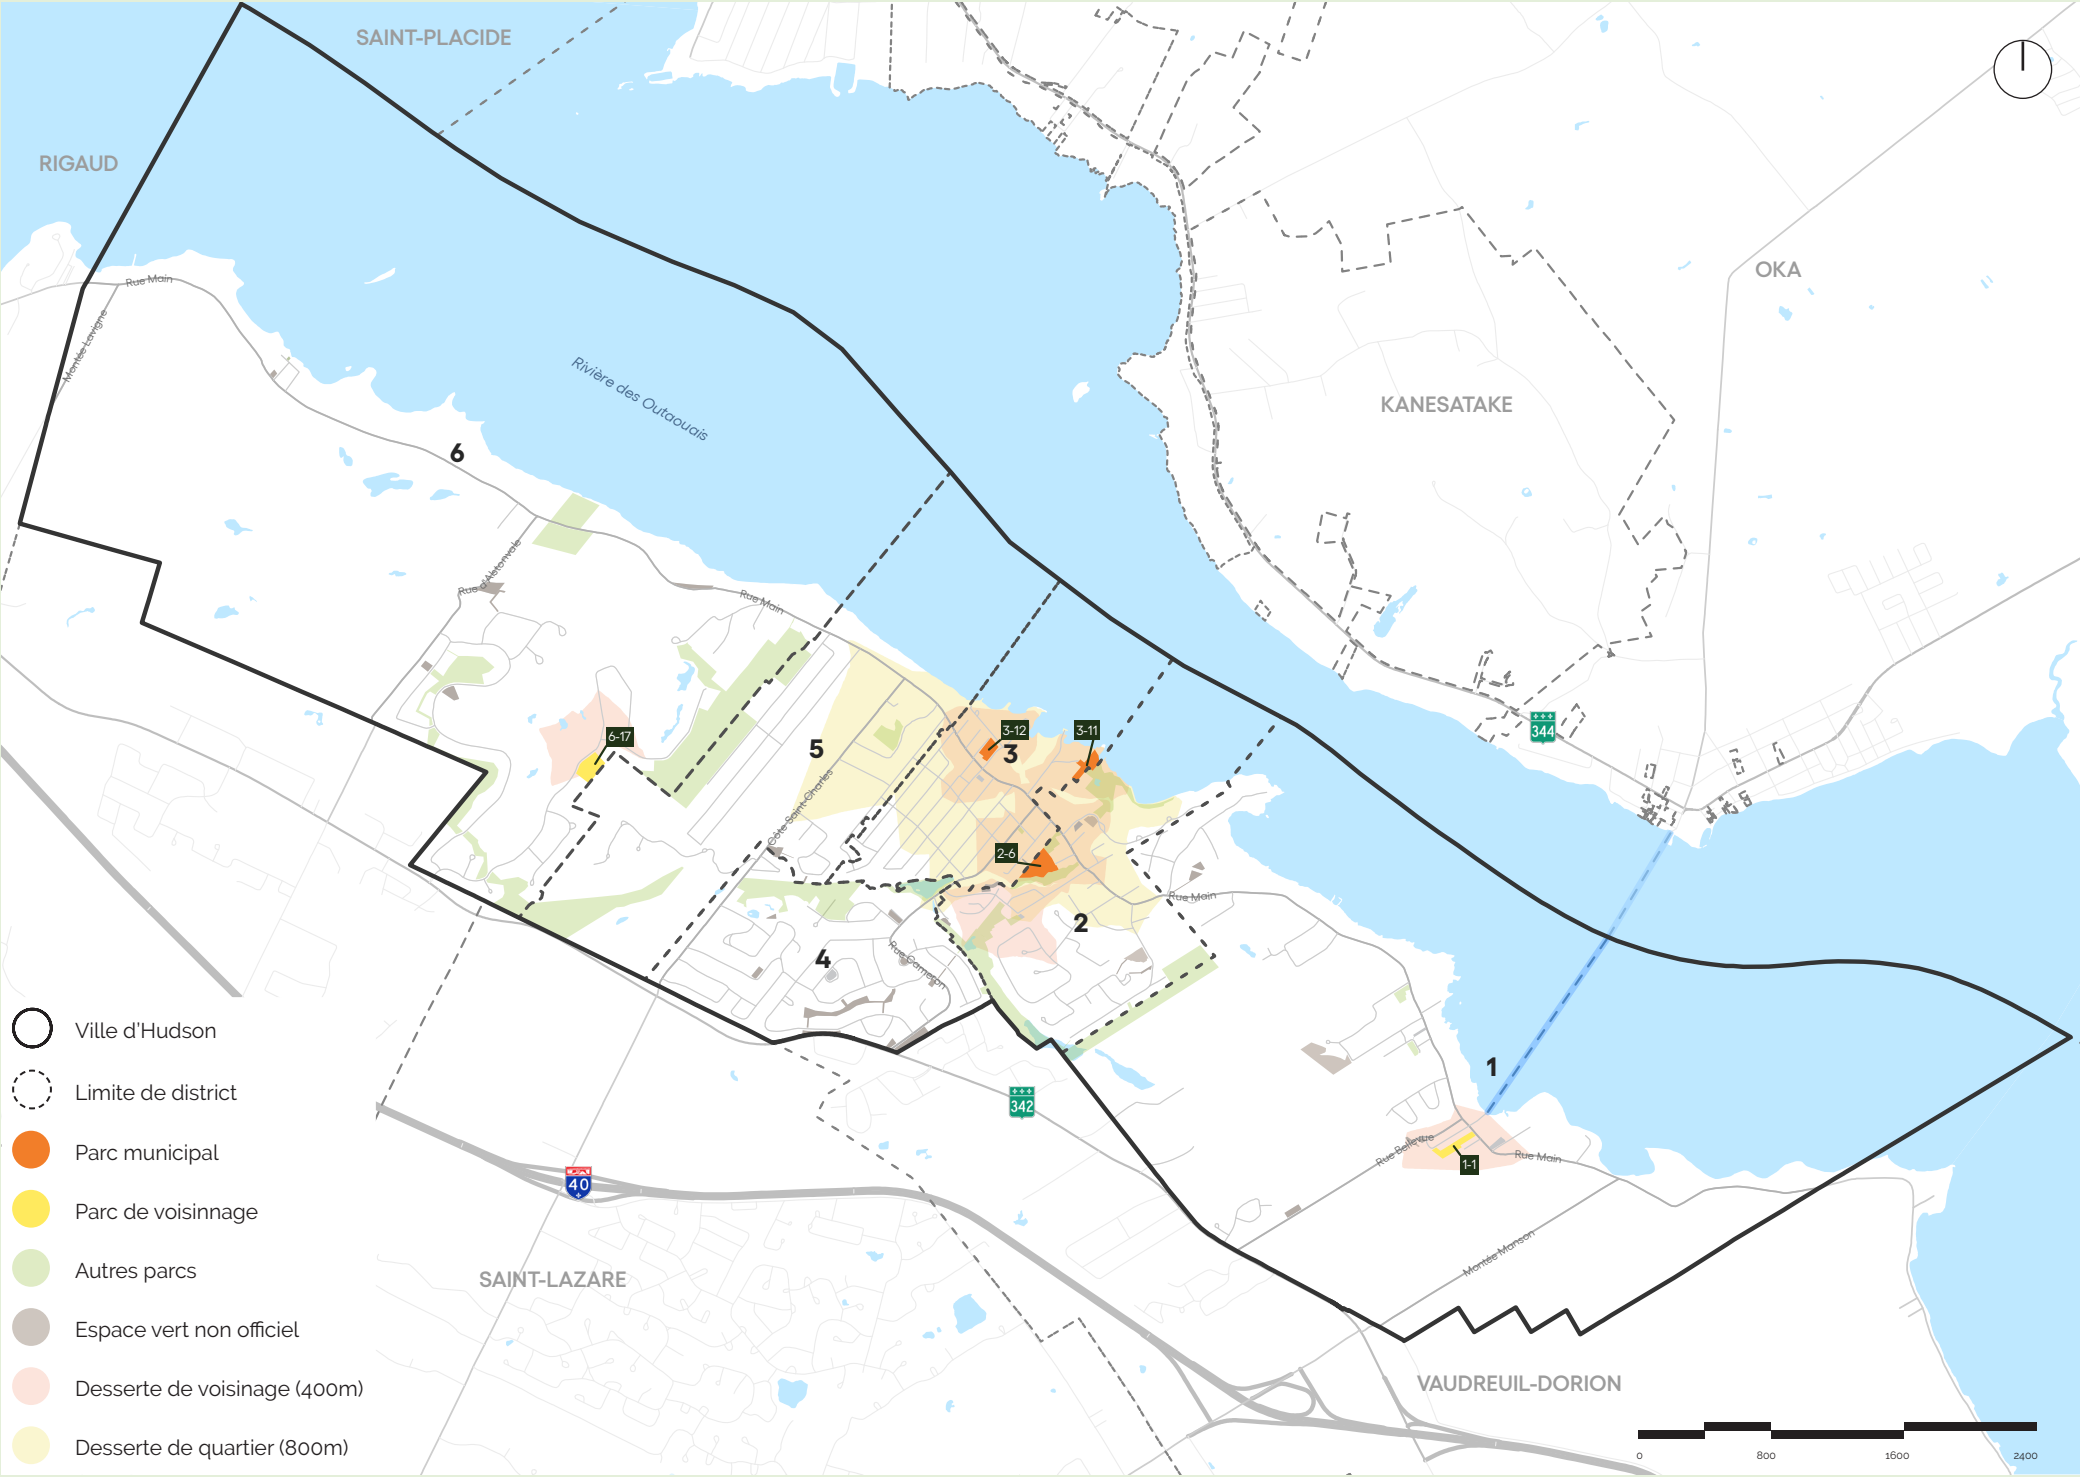 SAINT-PLACIDE
RIGAUD
Rue Main
Montée Lavigne
OKA
Rivière des Outaouais
KANESATAKE
6
Rue d'Alstonvale
Rue Main
6-17
5
3-12
3
3-11
344
Côte Saint-Charles
2-6
Rue Main
2
4
Rue Cameron
1
342
Rue Bellevue
Rue Main
1-1
40
Montée Manson
SAINT-LAZARE
VAUDREUIL-DORION
Ville d'Hudson
Limite de district
Parc municipal
Parc de voisinnage
Autres parcs
Espace vert non officiel
Desserte de voisinage (400m)
Desserte de quartier (800m)
0 800 1600 2400